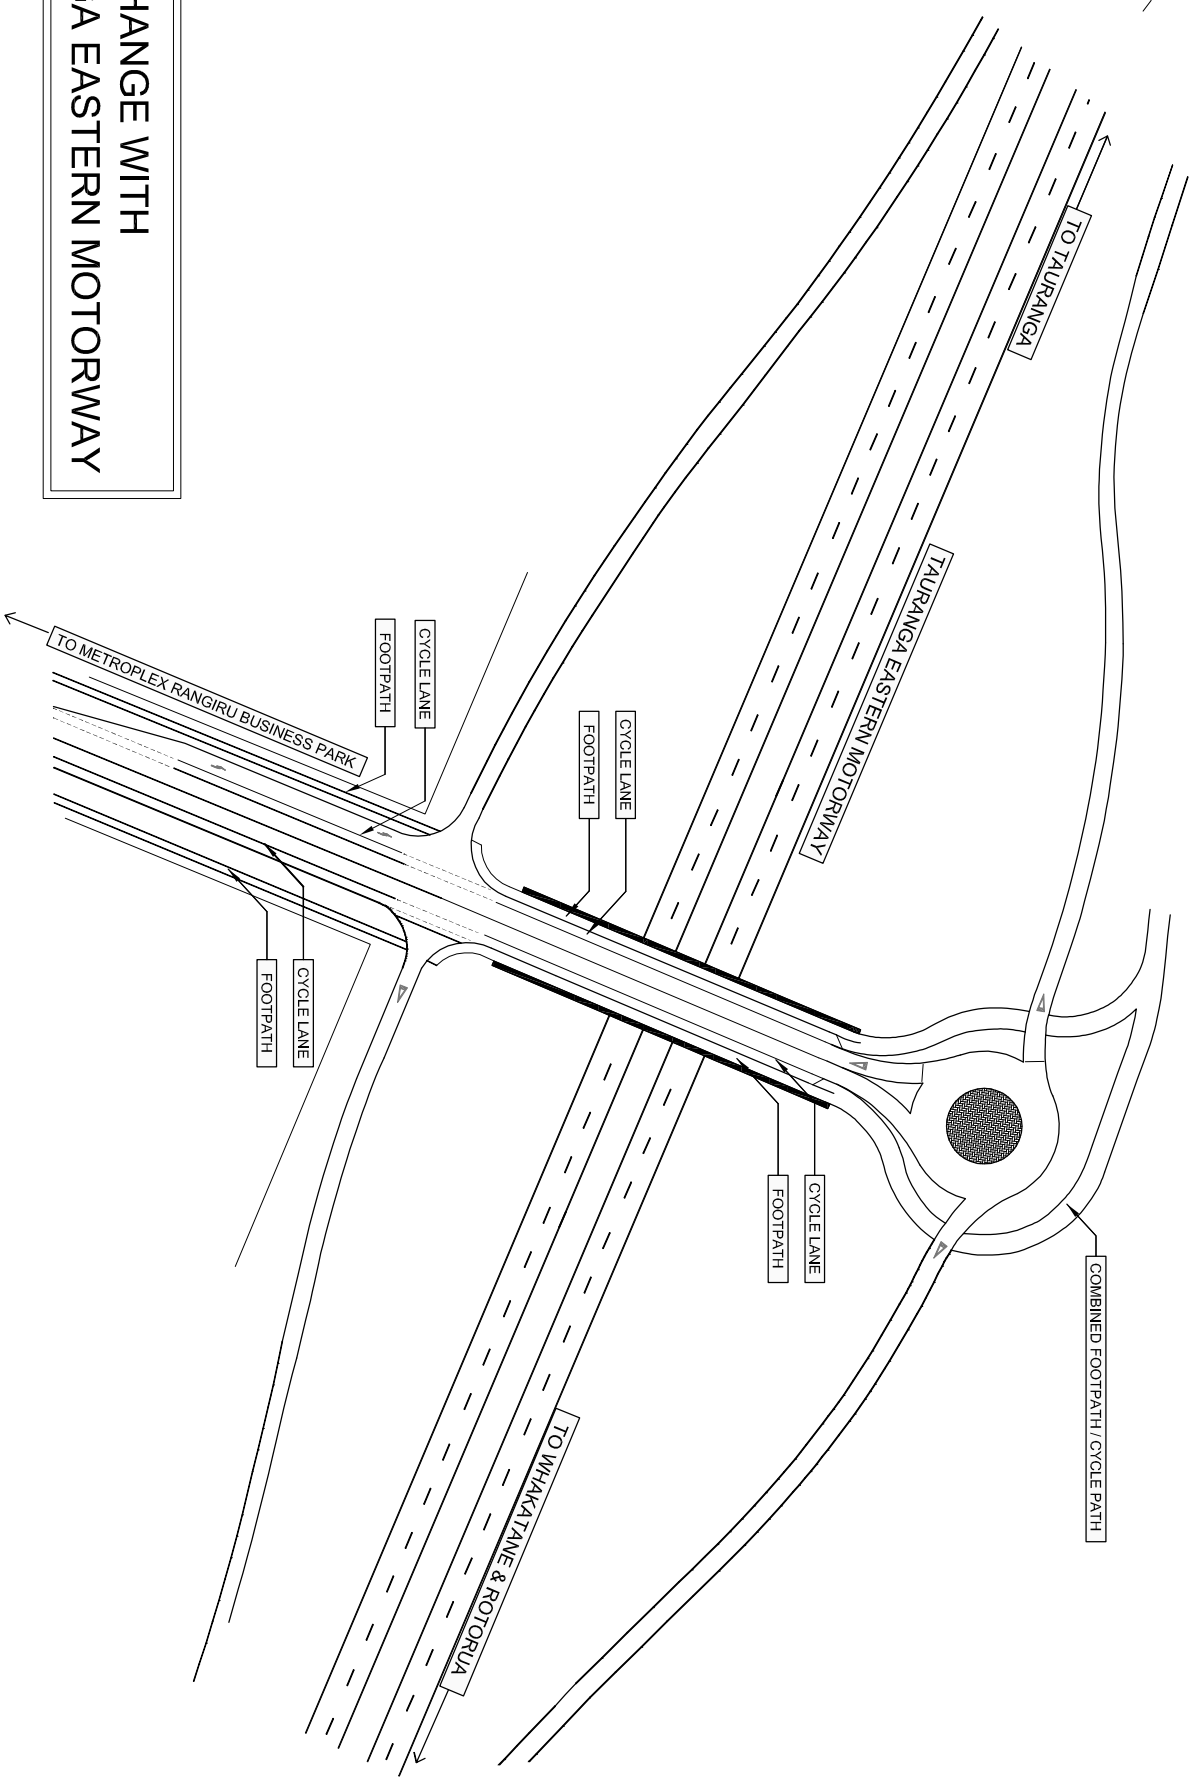 HANGE WITH
GA EASTERN MOTORWAY
TO TAURANGA
TAURANGA EASTERN MOTORWAY
TO METROPLEX RANGIRU BUSINESS PARK
CYCLE LANE
FOOTPATH
CYCLE LANE
FOOTPATH
CYCLE LANE
FOOTPATH
CYCLE LANE
FOOTPATH
COMBINED FOOTPATH / CYCLE PATH
TO WHAKATANE & ROTORUA